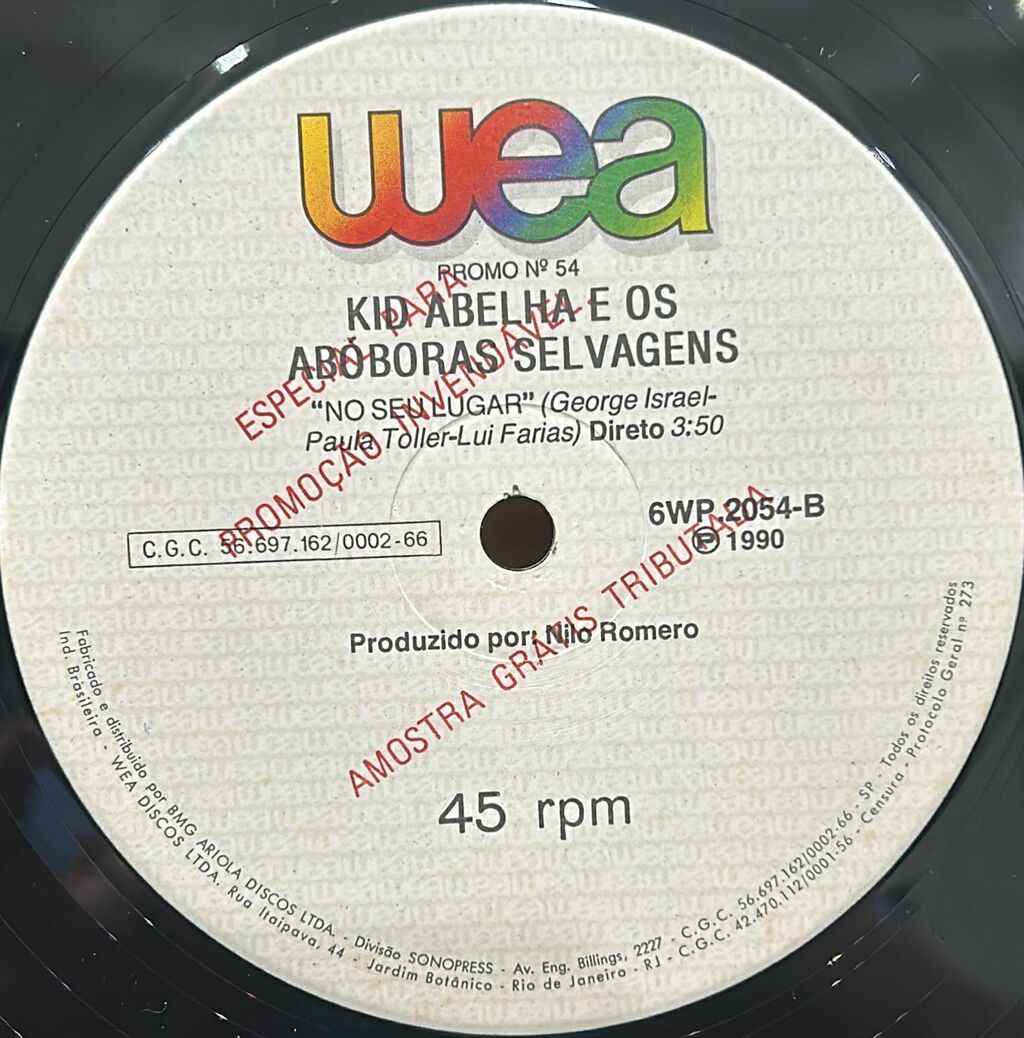 wea
PROMO Nº 54
KID ABELHA E OS
ABÓBORAS SELVAGENS
"NO SEU LUGAR" (George Israel-
Paula Toller-Lui Farias) Direto 3:50
ESPECIAL PARA
PROMOÇÃO INVENDÁVEL.
6WP.2054-B
℗ 1990
C.G.C. 56.697.162/0002-66
Produzido por: Nilo Romero
AMOSTRA GRÁTIS TRIBUTADA
45 rpm
Fabricado e distribuido por BMG ARIOLA DISCOS LTDA. - Divisão SONOPRESS - Av. Eng. Billings, 2227 - C.G.C. 56.697.162/0002-66 - SP - Todos os direitos reservados
Ind. Brasileira - WEA DISCOS LTDA. Rua Itaipava, 44 - Jardim Botânico - Rio de Janeiro - RJ - C.G.C. 42.470.112/0001-56 - Censura - Protocolo Geral nº 273